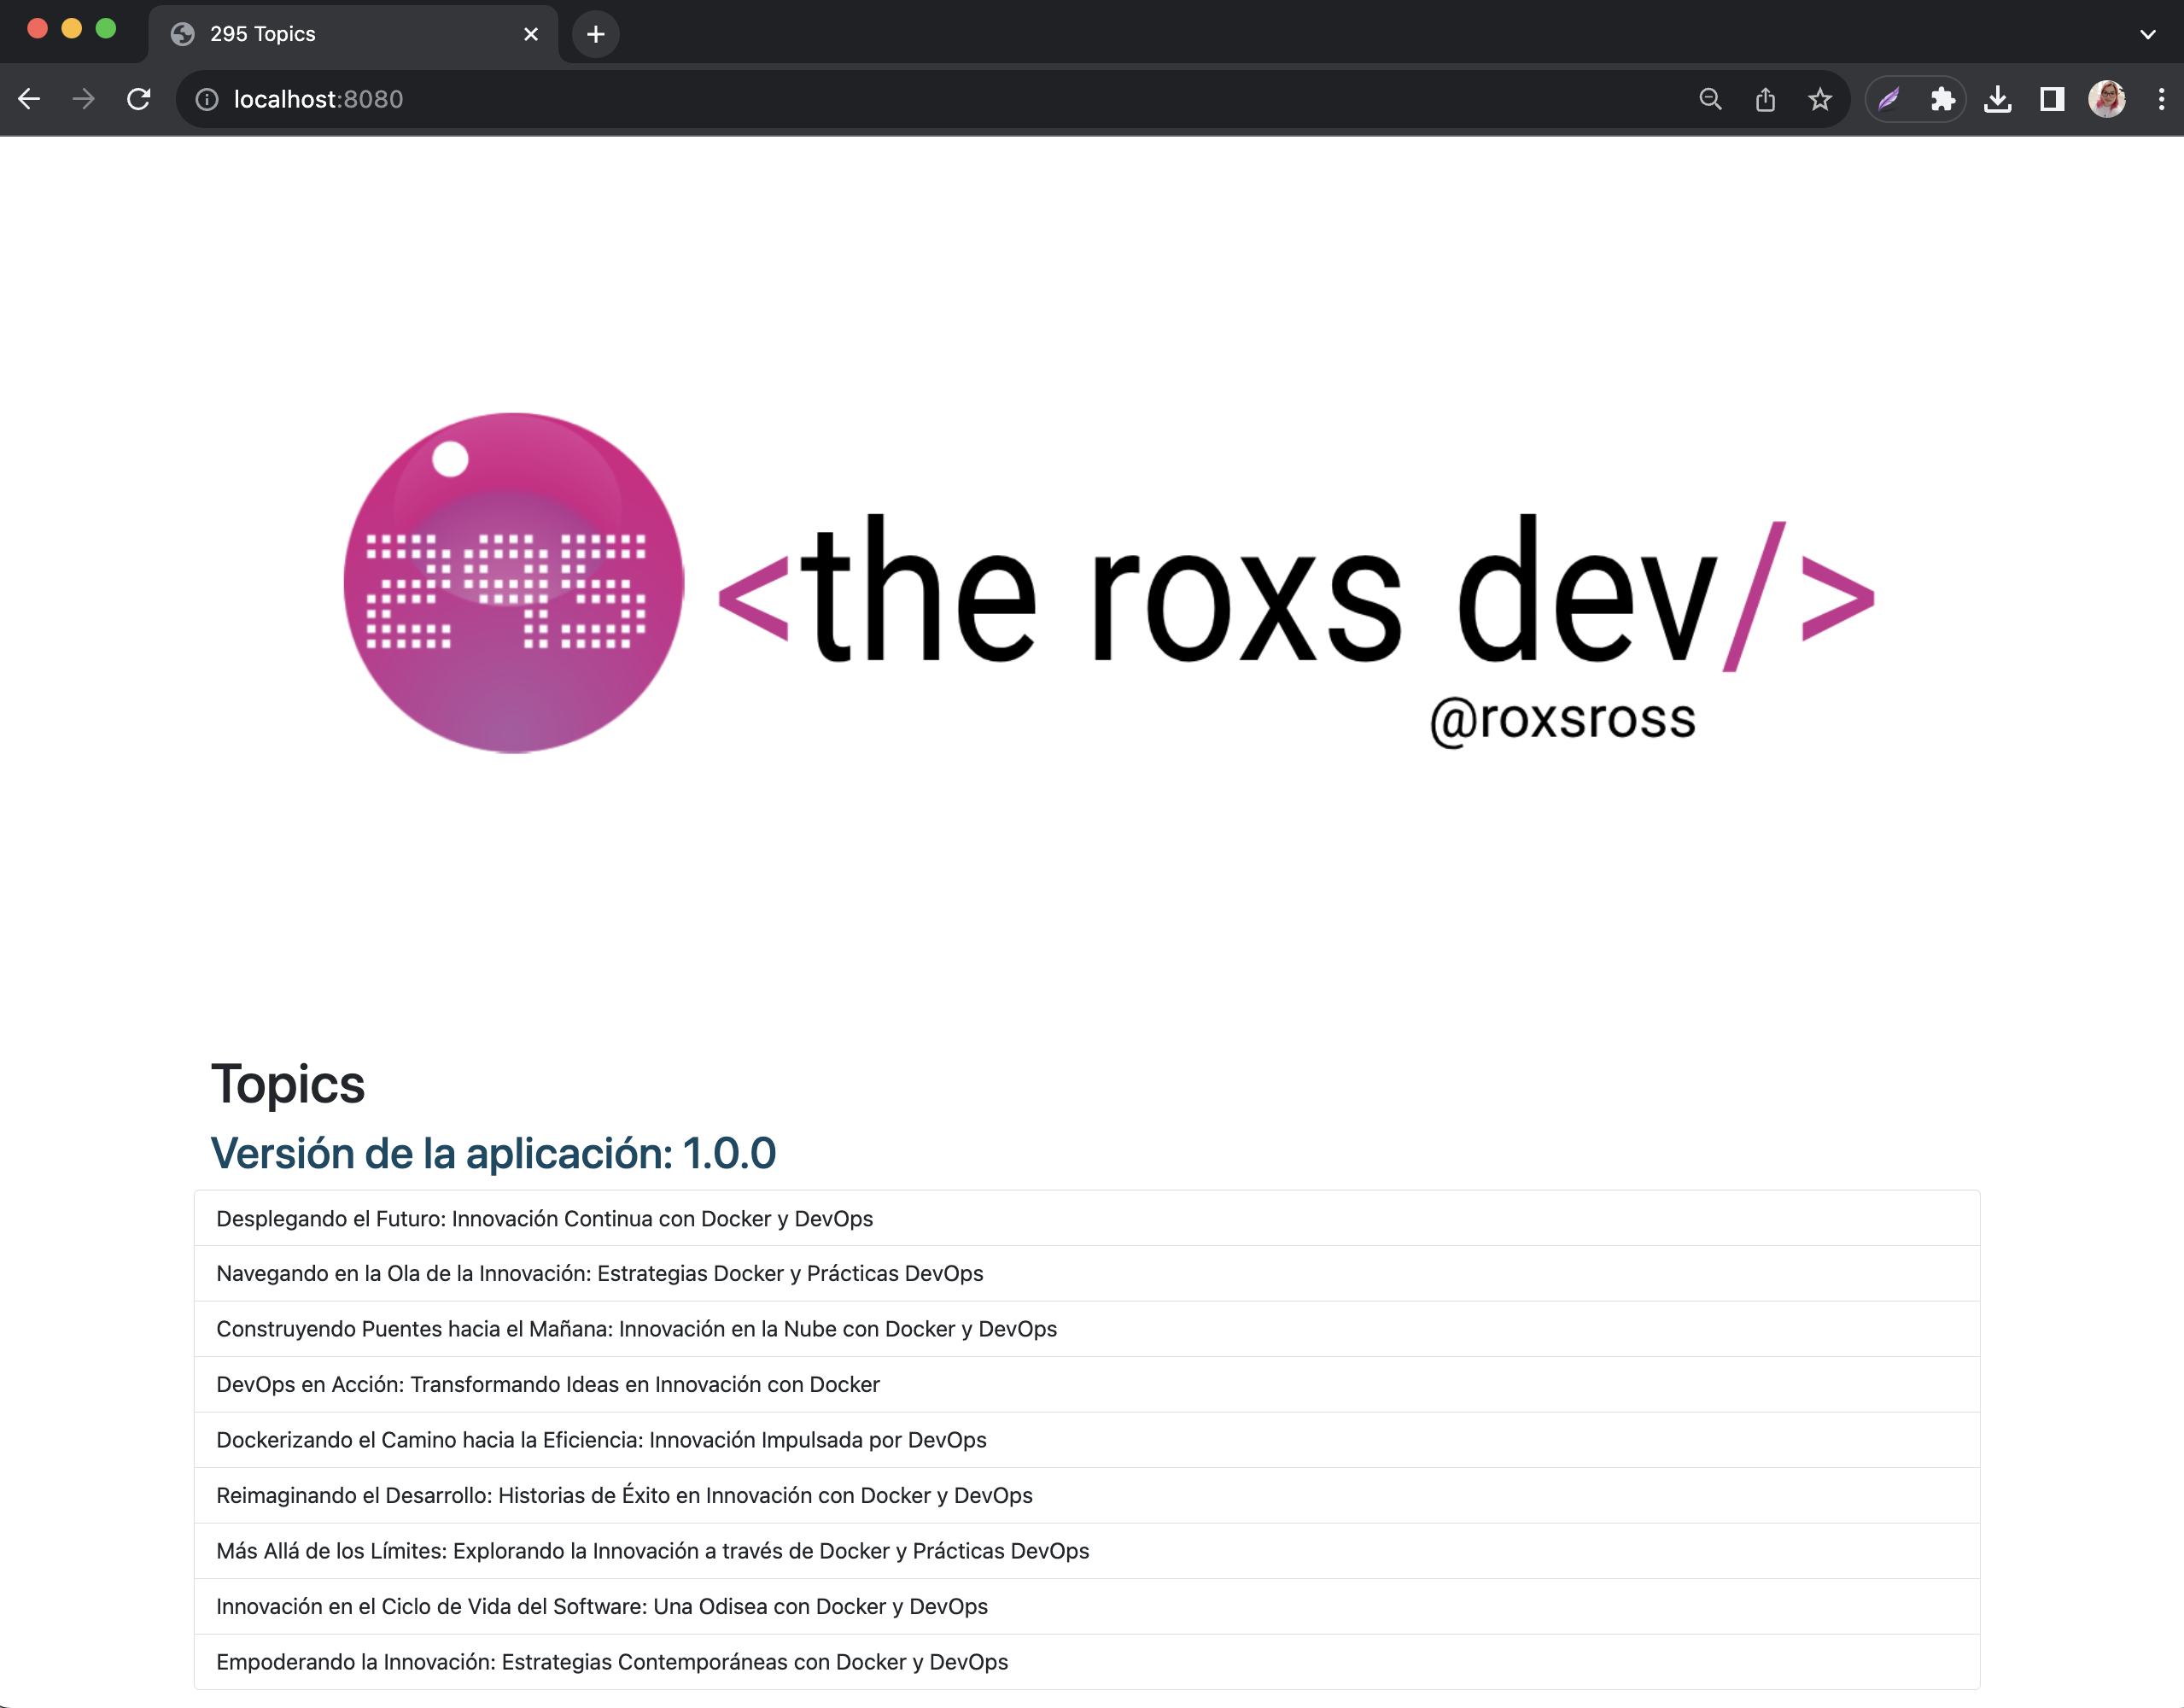 295 Topics
localhost:8080
295
<the roxs dev/>
@roxsross
Topics
Versión de la aplicación: 1.0.0
Desplegando el Futuro: Innovación Continua con Docker y DevOps
Navegando en la Ola de la Innovación: Estrategias Docker y Prácticas DevOps
Construyendo Puentes hacia el Mañana: Innovación en la Nube con Docker y DevOps
DevOps en Acción: Transformando Ideas en Innovación con Docker
Dockerizando el Camino hacia la Eficiencia: Innovación Impulsada por DevOps
Reimaginando el Desarrollo: Historias de Éxito en Innovación con Docker y DevOps
Más Allá de los Límites: Explorando la Innovación a través de Docker y Prácticas DevOps
Innovación en el Ciclo de Vida del Software: Una Odisea con Docker y DevOps
Empoderando la Innovación: Estrategias Contemporáneas con Docker y DevOps